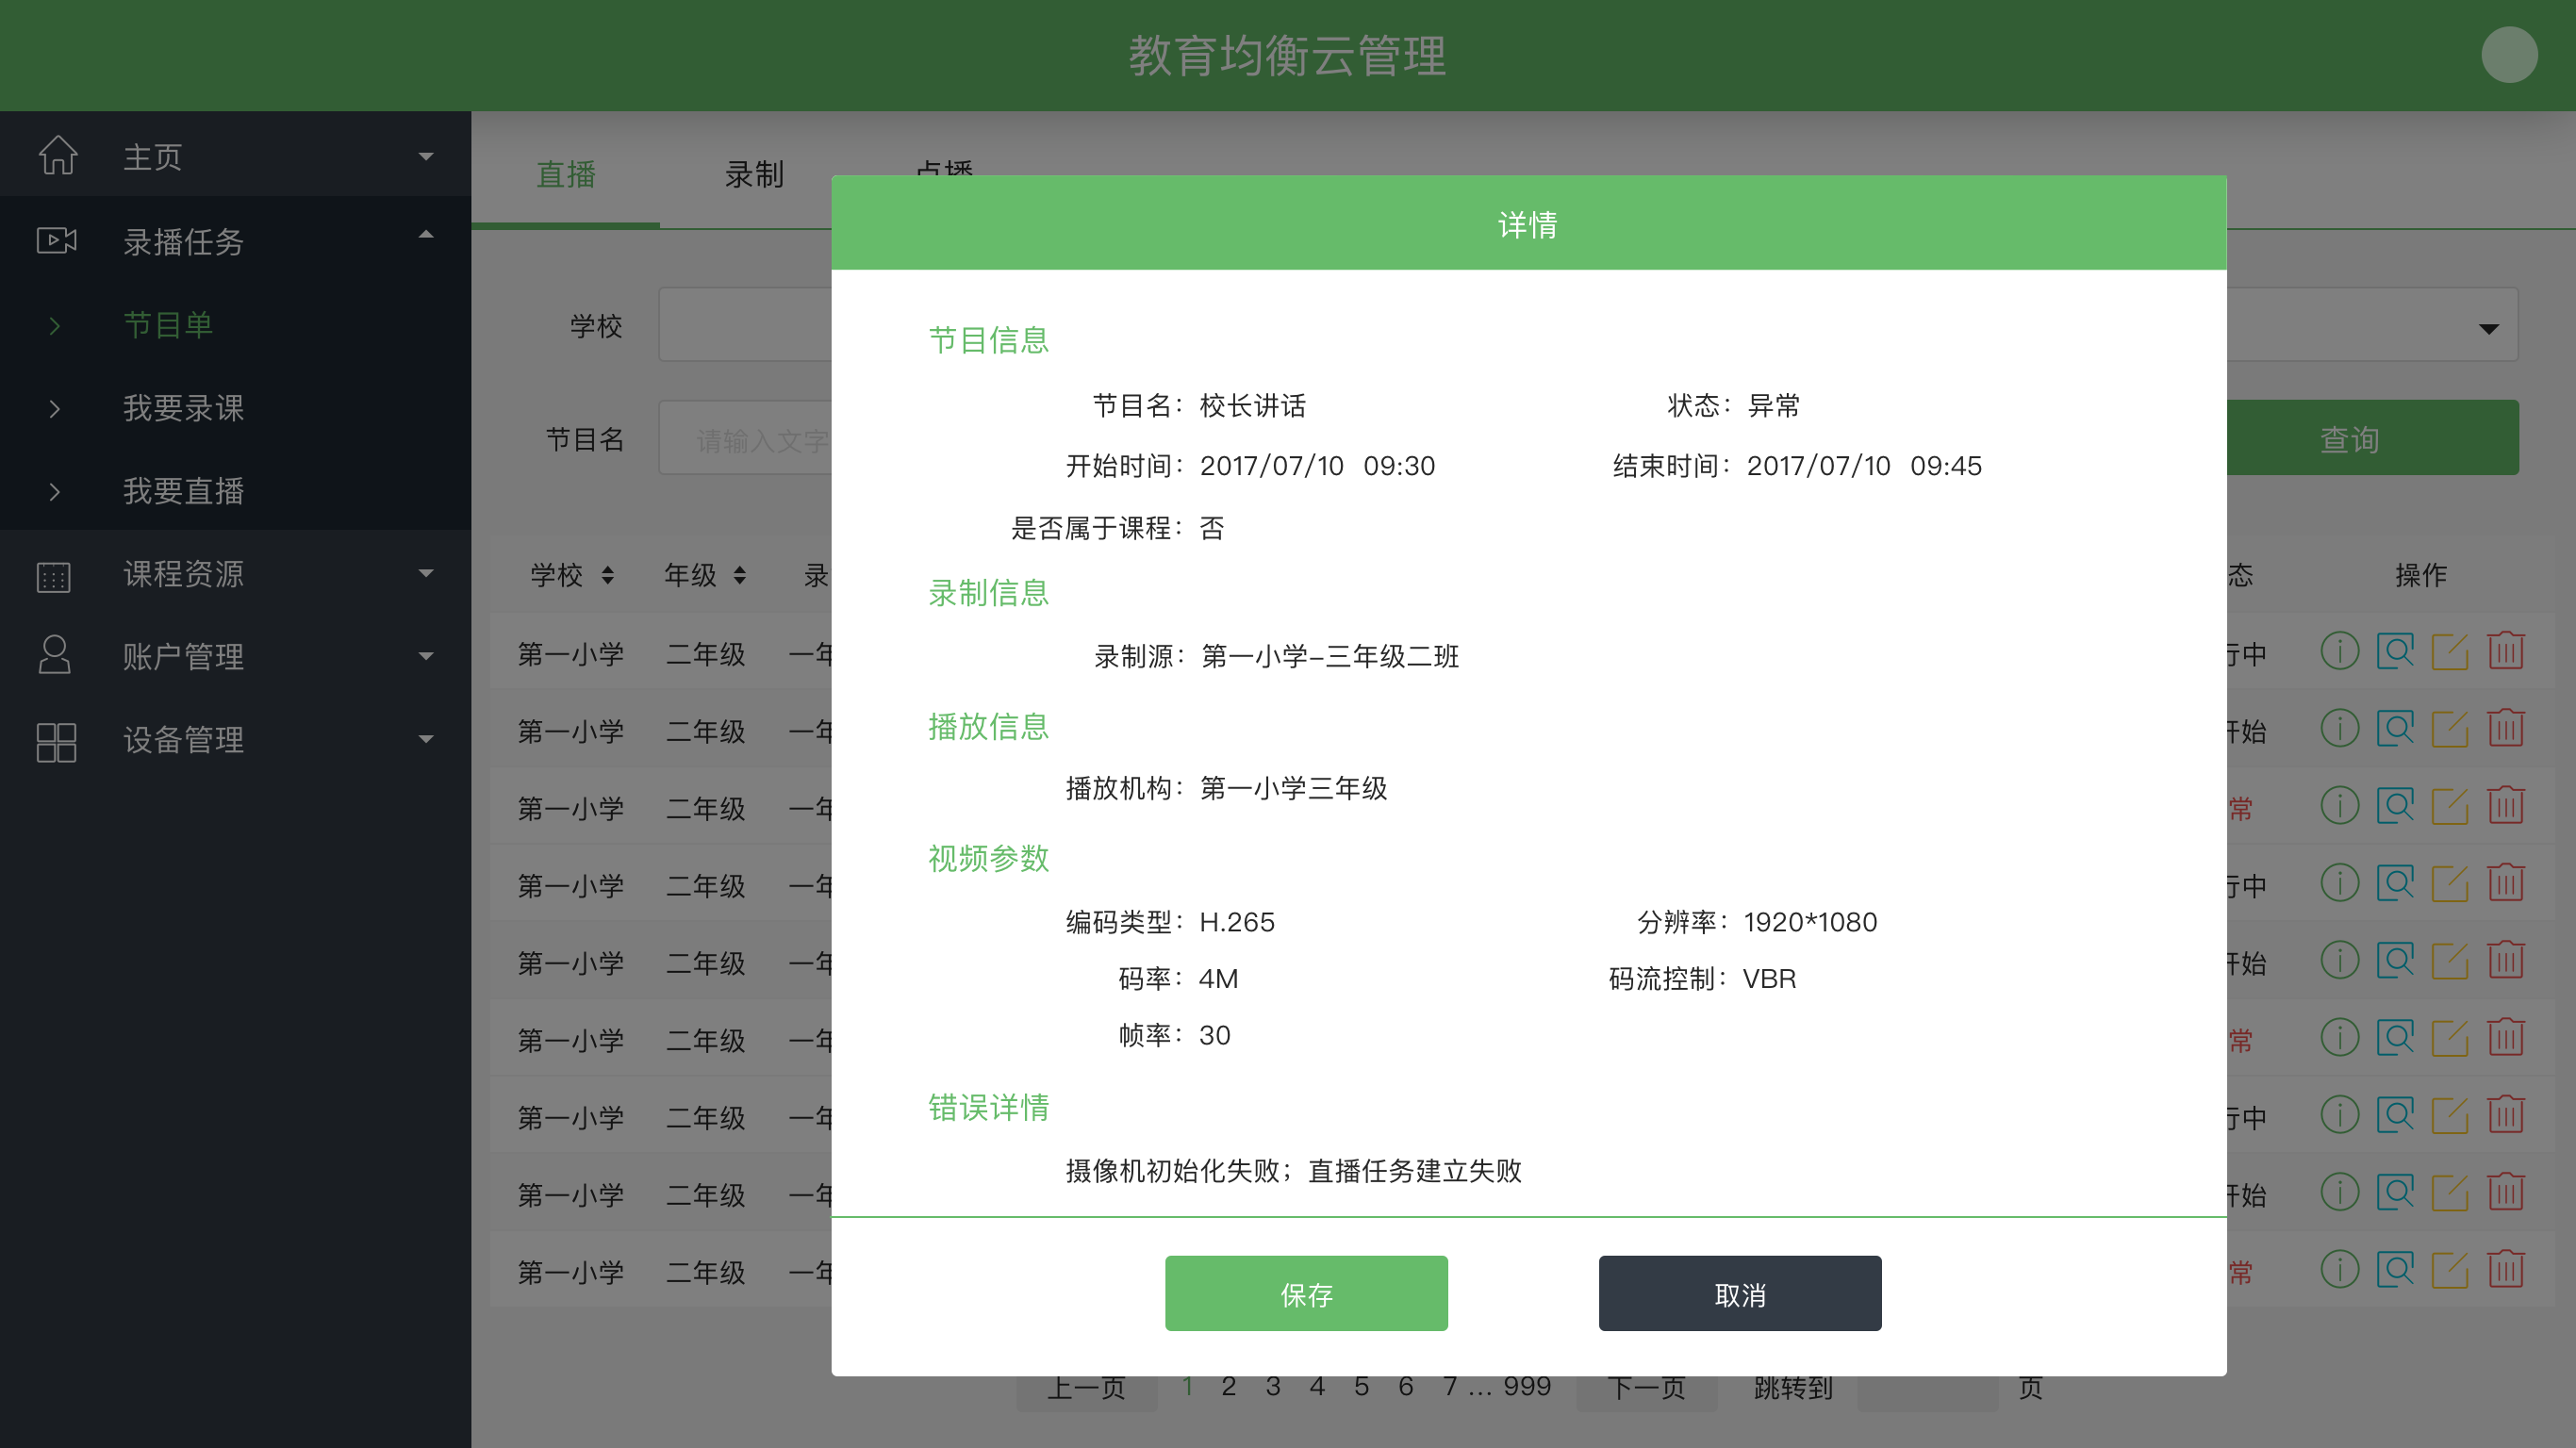 教育均衡云管理
主页
录播任务
节目单
我要录课
我要直播
课程资源
账户管理
设备管理
直播 录制 点播
学校
节目名 请输入文字
查询
学校 年级 录 态 操作
第一小学 二年级 一年 行中
第一小学 二年级 一年 开始
第一小学 二年级 一年 常
第一小学 二年级 一年 行中
第一小学 二年级 一年 开始
第一小学 二年级 一年 常
第一小学 二年级 一年 行中
第一小学 二年级 一年 开始
第一小学 二年级 一年 常
详情
节目信息
节目名：校长讲话 状态：异常
开始时间：2017/07/10 09:30 结束时间：2017/07/10 09:45
是否属于课程：否
录制信息
录制源：第一小学-三年级二班
播放信息
播放机构：第一小学三年级
视频参数
编码类型：H.265 分辨率：1920*1080
码率：4M 码流控制：VBR
帧率：30
错误详情
摄像机初始化失败；直播任务建立失败
保存 取消
上一页 1 2 3 4 5 6 7 ... 999 下一页 跳转到 页